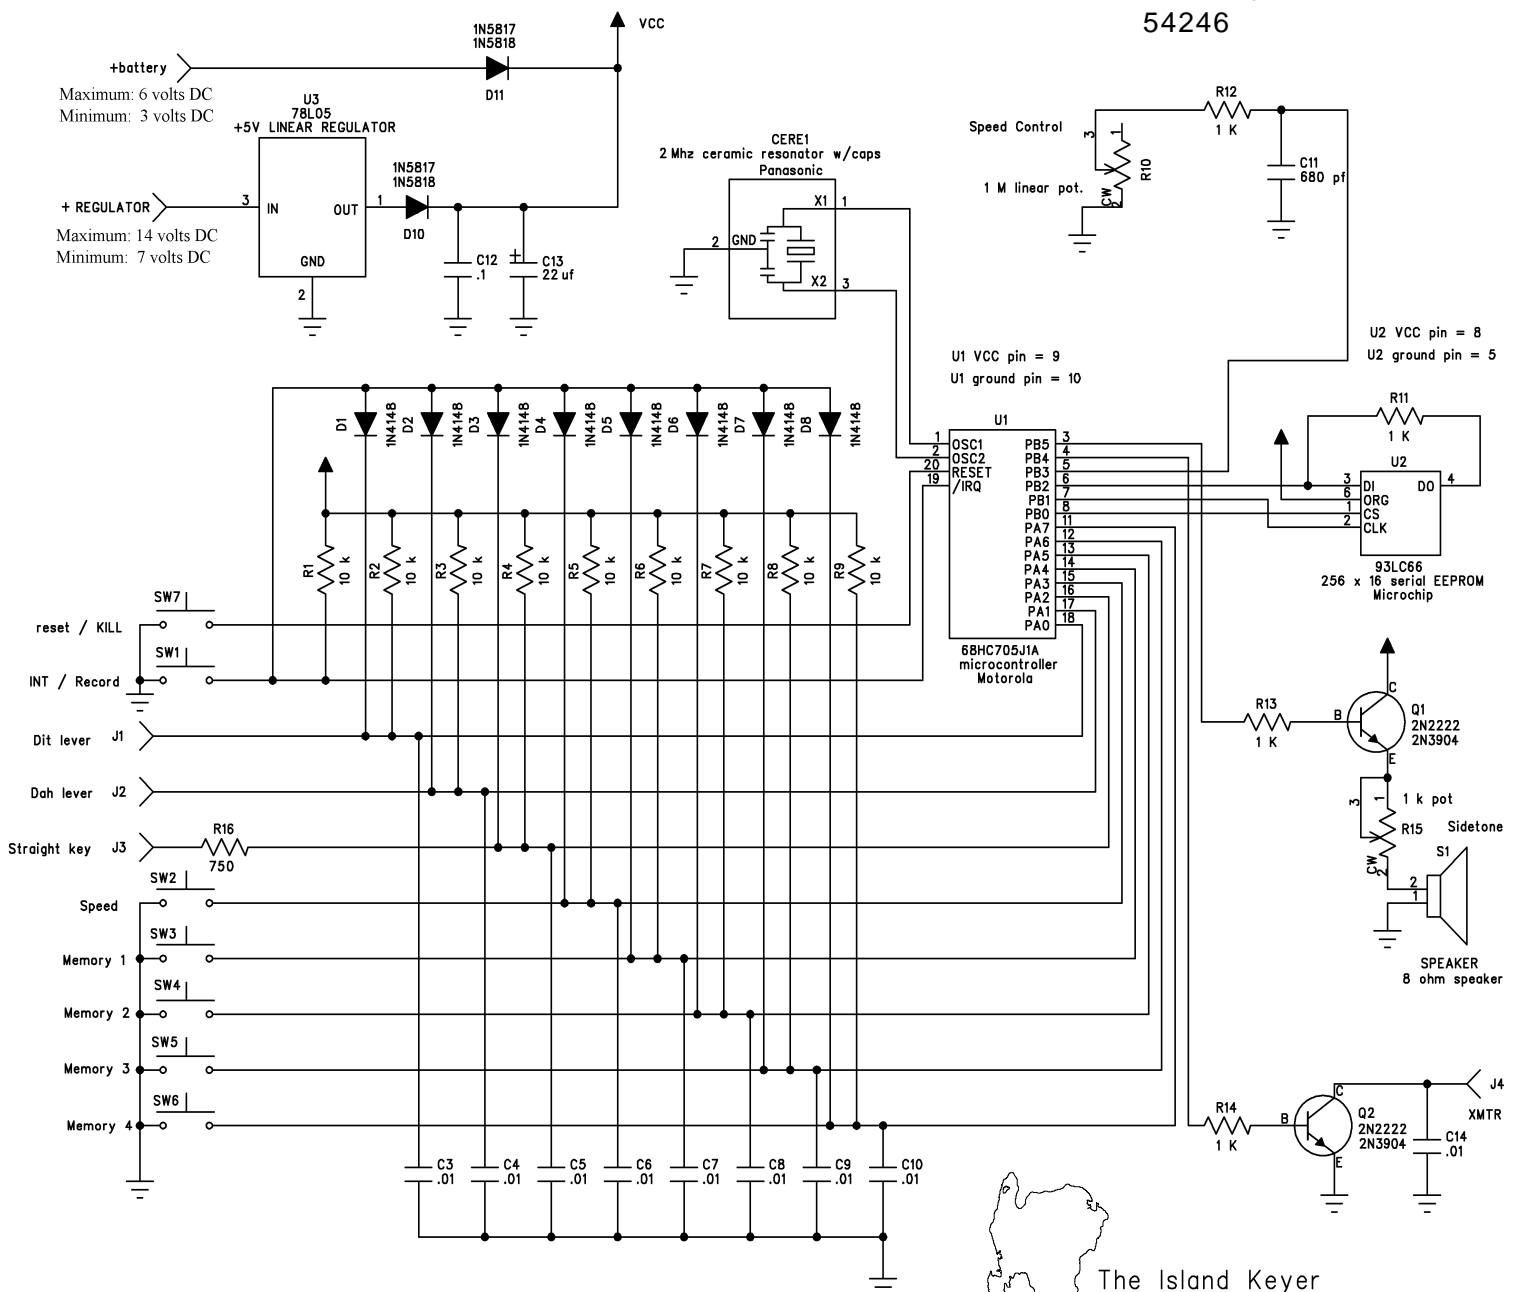 54246
1N5817
1N5818
VCC
+battery
D11
Maximum: 6 volts DC
Minimum: 3 volts DC
U3
78L05
+5V LINEAR REGULATOR
1N5817
1N5818
+ REGULATOR
3
IN
OUT
1
D10
Maximum: 14 volts DC
Minimum: 7 volts DC
GND
2
C12
.1
+
C13
22 uf
CERE1
2 Mhz ceramic resonator w/caps
Panasonic
X1
1
2
GND
X2
3
R12
1 K
Speed Control
3
1
R10
1 M linear pot.
CW
2
C11
680 pf
U1 VCC pin = 9
U1 ground pin = 10
U2 VCC pin = 8
U2 ground pin = 5
D1
1N4148
D2
1N4148
D3
1N4148
D4
1N4148
D5
1N4148
D6
1N4148
D7
1N4148
D8
1N4148
R1
10 k
R2
10 k
R3
10 k
R4
10 k
R5
10 k
R6
10 k
R7
10 k
R8
10 k
R9
10 k
U1
1
OSC1
2
OSC2
20
RESET
19
/IRQ
PB5
3
PB4
4
PB3
5
PB2
6
PB1
7
PB0
8
PA7
11
PA6
12
PA5
13
PA4
14
PA3
15
PA2
16
PA1
17
PA0
18
68HC705J1A
microcontroller
Motorola
R11
1 K
U2
3
DI
6
ORG
1
CS
2
CLK
DO
4
93LC66
256 x 16 serial EEPROM
Microchip
SW7
reset / KILL
SW1
INT / Record
Dit lever J1
Dah lever J2
Straight key J3
R16
750
SW2
Speed
SW3
Memory 1
SW4
Memory 2
SW5
Memory 3
SW6
Memory 4
R13
1 K
B
C
E
Q1
2N2222
2N3904
3
1
1 k pot
R15
CW
2
Sidetone
S1
2
1
SPEAKER
8 ohm speaker
R14
1 K
B
C
E
Q2
2N2222
2N3904
J4
XMTR
C14
.01
C3
.01
C4
.01
C5
.01
C6
.01
C7
.01
C8
.01
C9
.01
C10
.01
The Island Keyer